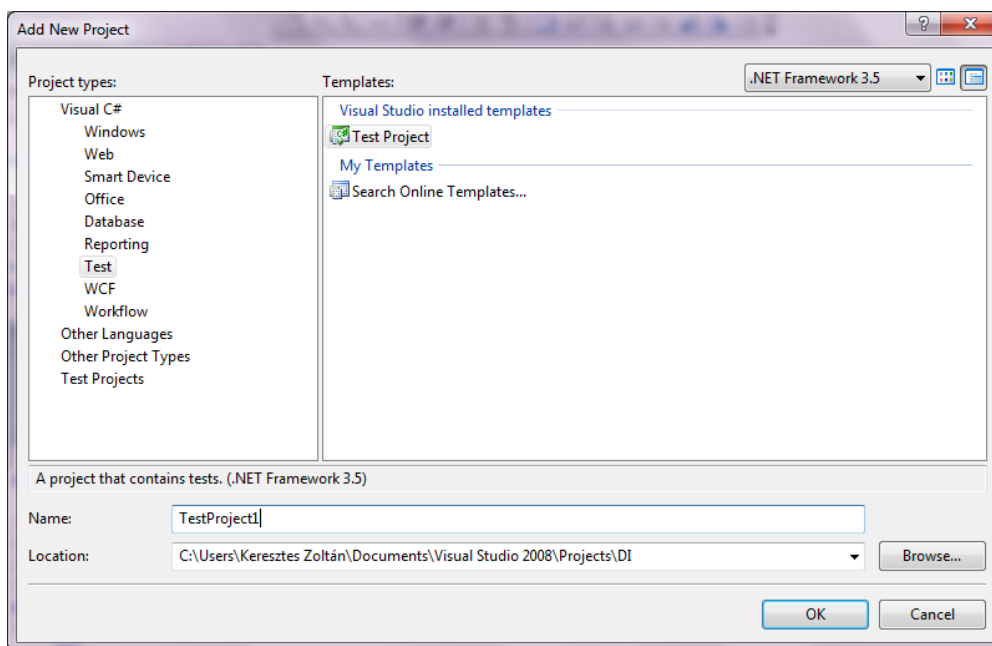 Add New Project
Project types:
Templates:
.NET Framework 3.5
Visual C#
Windows
Web
Smart Device
Office
Database
Reporting
Test
WCF
Workflow
Other Languages
Other Project Types
Test Projects
Visual Studio installed templates
Test Project
My Templates
Search Online Templates...
A project that contains tests. (.NET Framework 3.5)
Name:
TestProject1
Location:
C:\Users\Keresztes Zoltán\Documents\Visual Studio 2008\Projects\DI
Browse...
OK
Cancel